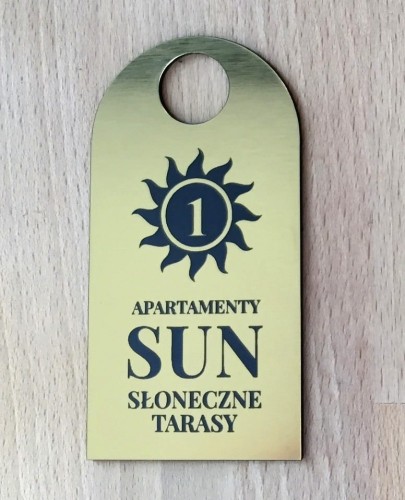 1
APARTAMENTY
SUN
SŁONECZNE
TARASY